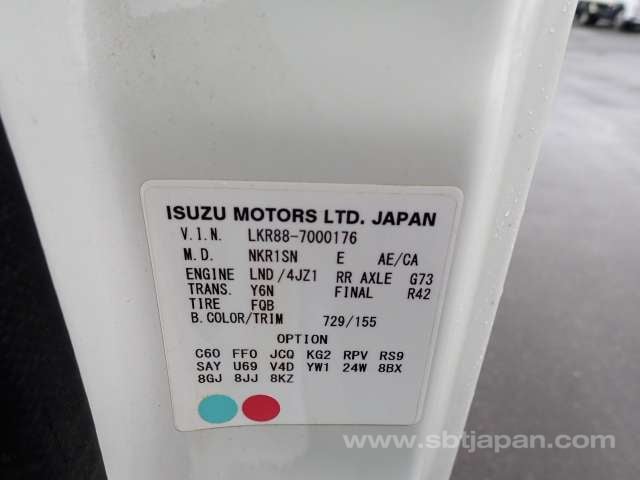 ISUZU MOTORS LTD. JAPAN
V.I.N. LKR88-7000176
M.D. NKR1SN E AE/CA
ENGINE LND/4JZ1 RR AXLE G73
TRANS. Y6N FINAL R42
TIRE FQB
B.COLOR/TRIM 729/155
OPTION
C60 FF0 JCQ KG2 RPV RS9
SAY U69 V4D YW1 24W 8BX
8GJ 8JJ 8KZ
www.sbtjapan.com